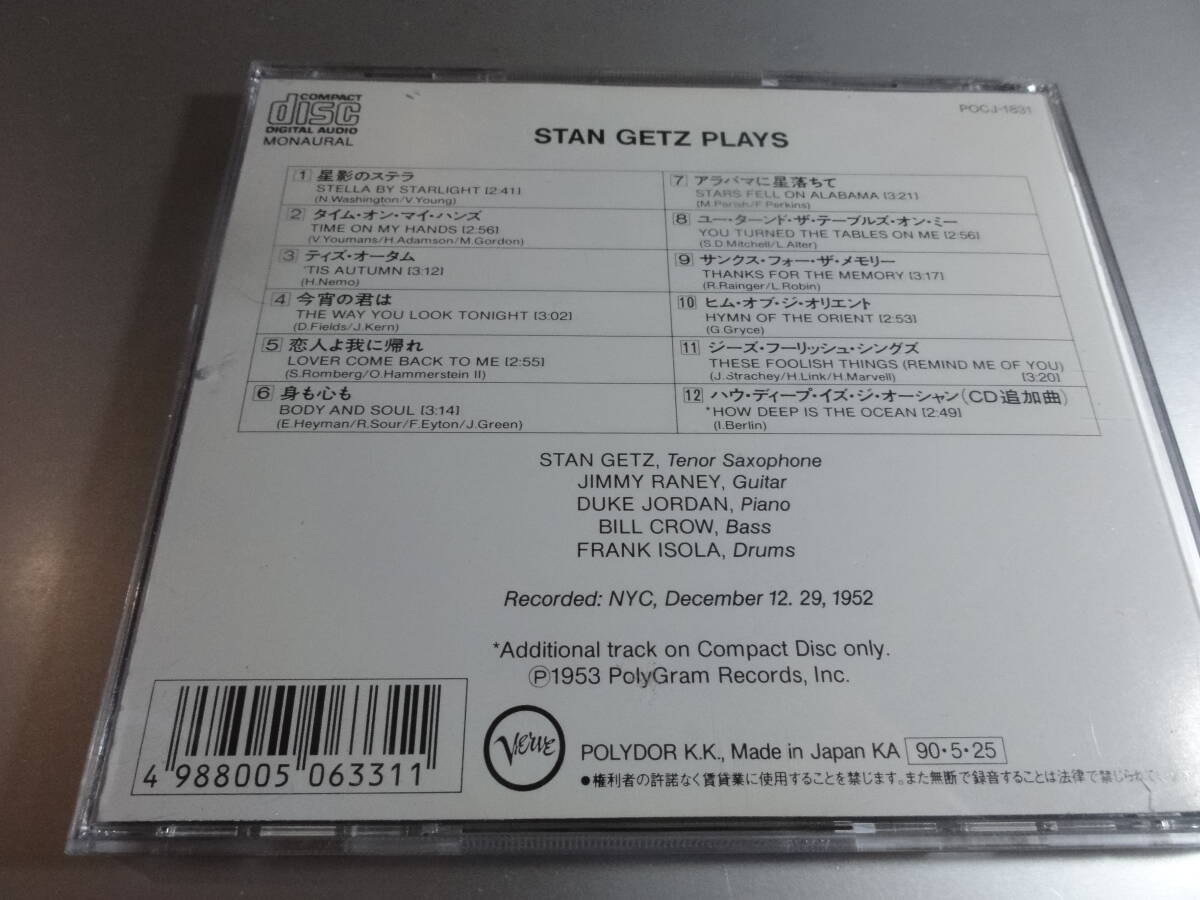 COMPACT
disc
DIGITAL AUDIO
MONAURAL
POCJ-1831
STAN GETZ PLAYS
1 星影のステラ
STELLA BY STARLIGHT [2:41]
(N.Washington/V.Young)
2 タイム・オン・マイ・ハンズ
TIME ON MY HANDS [2:56]
(V.Youmans/H.Adamson/M.Gordon)
3 ティズ・オータム
'TIS AUTUMN [3:12]
(H.Nemo)
4 今宵の君は
THE WAY YOU LOOK TONIGHT [3:02]
(D.Fields/J.Kern)
5 恋人よ我に帰れ
LOVER COME BACK TO ME [2:55]
(S.Romberg/O.Hammerstein II)
6 身も心も
BODY AND SOUL [3:14]
(E.Heyman/R.Sour/F.Eyton/J.Green)
7 アラバマに星落ちて
STARS FELL ON ALABAMA [3:21]
(M.Parish/F.Perkins)
8 ユー・ターンド・ザ・テーブルズ・オン・ミー
YOU TURNED THE TABLES ON ME [2:56]
(S.D.Mitchell/L.Alter)
9 サンクス・フォー・ザ・メモリー
THANKS FOR THE MEMORY [3:17]
(R.Rainger/L.Robin)
10 ヒム・オブ・ジ・オリエント
HYMN OF THE ORIENT [2:53]
(G.Gryce)
11 ジーズ・フーリッシュ・シングズ
THESE FOOLISH THINGS (REMIND ME OF YOU)
(J.Strachey/H.Link/H.Marvell) [3:20]
12 ハウ・ディープ・イズ・ジ・オーシャン(CD追加曲)
*HOW DEEP IS THE OCEAN [2:49]
(I.Berlin)
STAN GETZ, Tenor Saxophone
JIMMY RANEY, Guitar
DUKE JORDAN, Piano
BILL CROW, Bass
FRANK ISOLA, Drums
Recorded: NYC, December 12. 29, 1952
*Additional track on Compact Disc only.
Ⓟ1953 PolyGram Records, Inc.
4 988005 063311
Verve
POLYDOR K.K., Made in Japan KA 90・5・25
●権利者の許諾なく賃貸業に使用することを禁じます。また無断で録音することは法律で禁じられてい